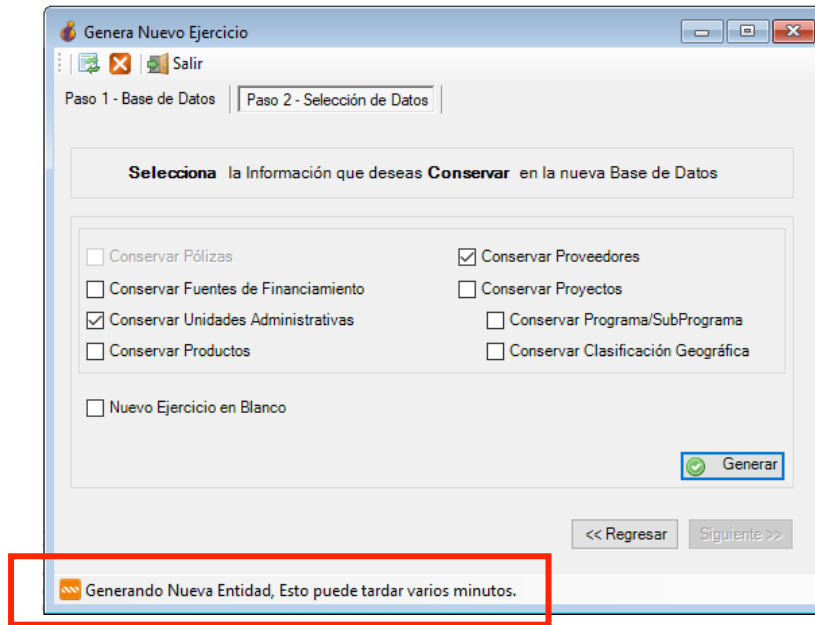 Genera Nuevo Ejercicio
Salir
Paso 1 - Base de Datos
Paso 2 - Selección de Datos
Selecciona la Información que deseas Conservar en la nueva Base de Datos
Conservar Pólizas
Conservar Fuentes de Financiamiento
Conservar Unidades Administrativas
Conservar Productos
Conservar Proveedores
Conservar Proyectos
Conservar Programa/SubPrograma
Conservar Clasificación Geográfica
Nuevo Ejercicio en Blanco
Generar
<< Regresar
Siguiente >>
Generando Nueva Entidad, Esto puede tardar varios minutos.